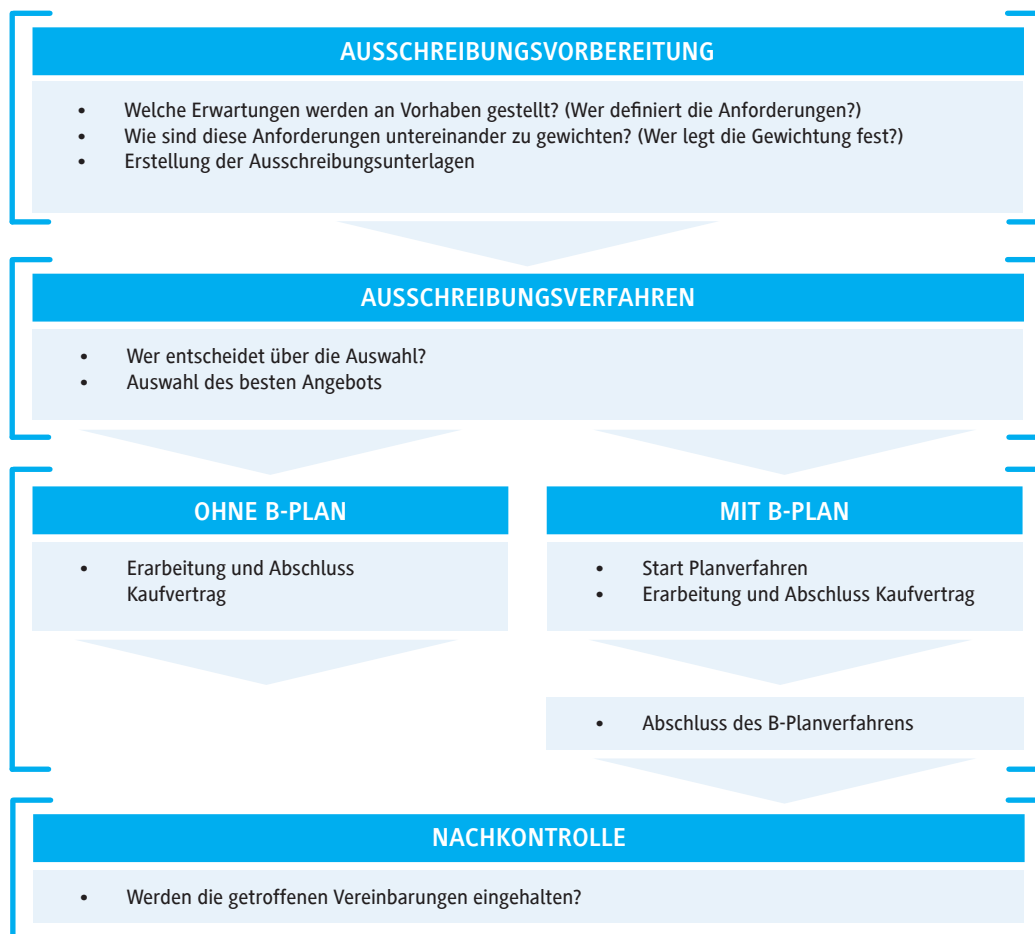 AUSSCHREIBUNGSVORBEREITUNG
• Welche Erwartungen werden an Vorhaben gestellt? (Wer definiert die Anforderungen?)
• Wie sind diese Anforderungen untereinander zu gewichten? (Wer legt die Gewichtung fest?)
• Erstellung der Ausschreibungsunterlagen
AUSSCHREIBUNGSVERFAHREN
• Wer entscheidet über die Auswahl?
• Auswahl des besten Angebots
OHNE B-PLAN
• Erarbeitung und Abschluss
Kaufvertrag
MIT B-PLAN
• Start Planverfahren
• Erarbeitung und Abschluss Kaufvertrag
• Abschluss des B-Planverfahrens
NACHKONTROLLE
• Werden die getroffenen Vereinbarungen eingehalten?